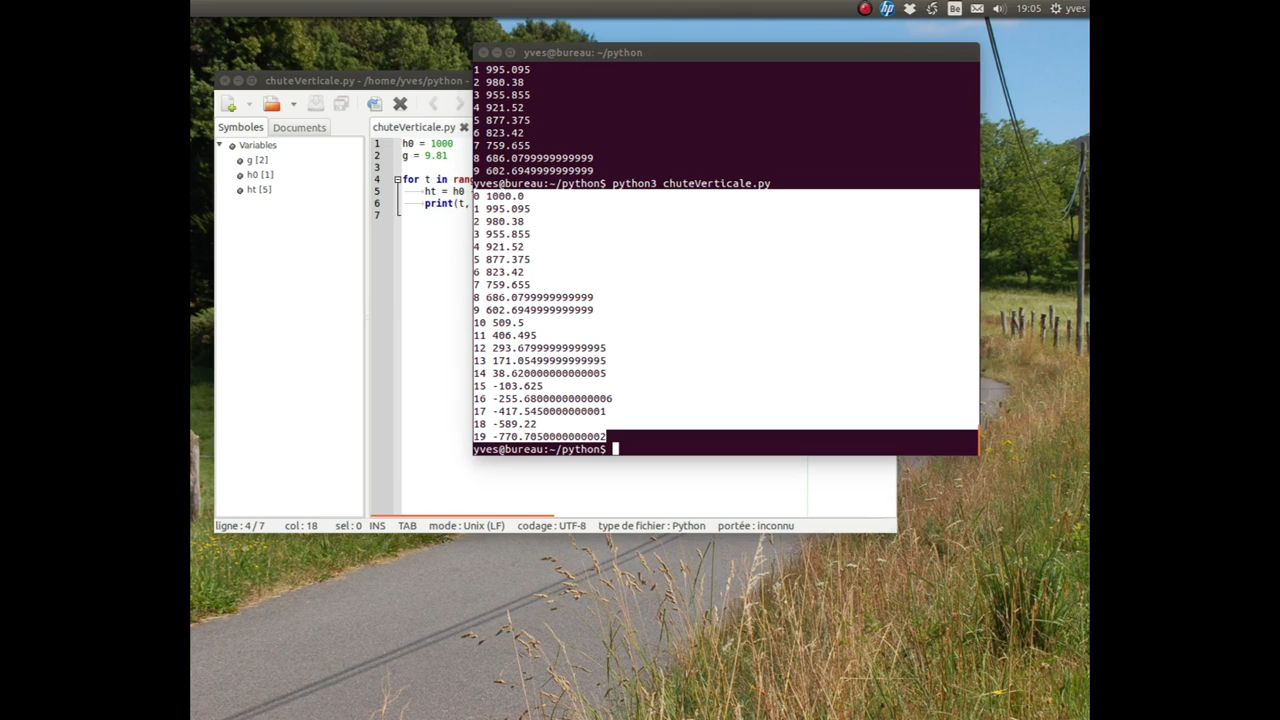 Be
19:05
yves
yves@bureau: ~/python
1 995.095
2 980.38
3 955.855
4 921.52
5 877.375
6 823.42
7 759.655
8 686.0799999999999
9 602.6949999999999
yves@bureau:~/python$ python3 chuteVerticale.py
0 1000.0
1 995.095
2 980.38
3 955.855
4 921.52
5 877.375
6 823.42
7 759.655
8 686.0799999999999
9 602.6949999999999
10 509.5
11 406.495
12 293.67999999999995
13 171.05499999999995
14 38.620000000000005
15 -103.625
16 -255.68000000000006
17 -417.5450000000001
18 -589.22
19 -770.7050000000002
yves@bureau:~/python$
chuteVerticale.py - /home/yves/python -
Symboles
Documents
Variables
g [2]
h0 [1]
ht [5]
chuteVerticale.py
1 h0 = 1000
2 g = 9.81
3
4 for t in ran
5 ht = h0
6 print(t,
7
ligne : 4 / 7 col : 18 sel : 0 INS TAB mode : Unix (LF) codage : UTF-8 type de fichier : Python portée : inconnu